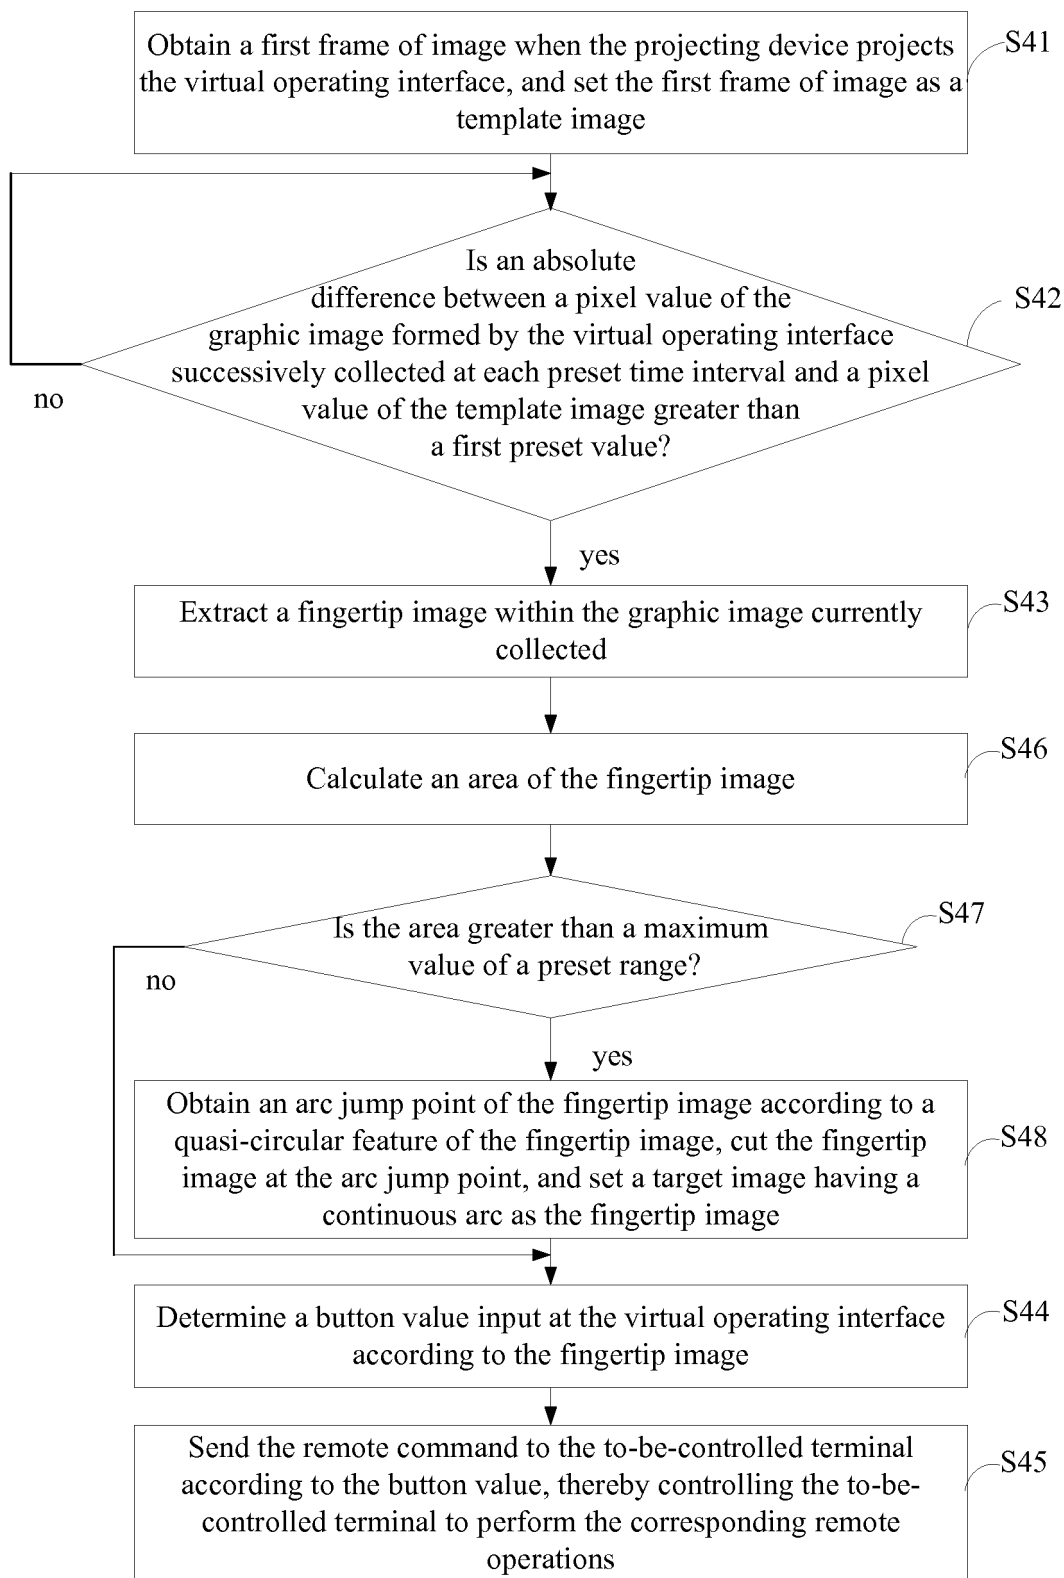 Obtain a first frame of image when the projecting device projects
the virtual operating interface, and set the first frame of image as a
template image
S41
Is an absolute
difference between a pixel value of the
graphic image formed by the virtual operating interface
successively collected at each preset time interval and a pixel
value of the template image greater than
a first preset value?
S42
no
yes
Extract a fingertip image within the graphic image currently
collected
S43
Calculate an area of the fingertip image
S46
Is the area greater than a maximum
value of a preset range?
S47
no
yes
Obtain an arc jump point of the fingertip image according to a
quasi-circular feature of the fingertip image, cut the fingertip
image at the arc jump point, and set a target image having a
continuous arc as the fingertip image
S48
Determine a button value input at the virtual operating interface
according to the fingertip image
S44
Send the remote command to the to-be-controlled terminal
according to the button value, thereby controlling the to-be-
controlled terminal to perform the corresponding remote
operations
S45